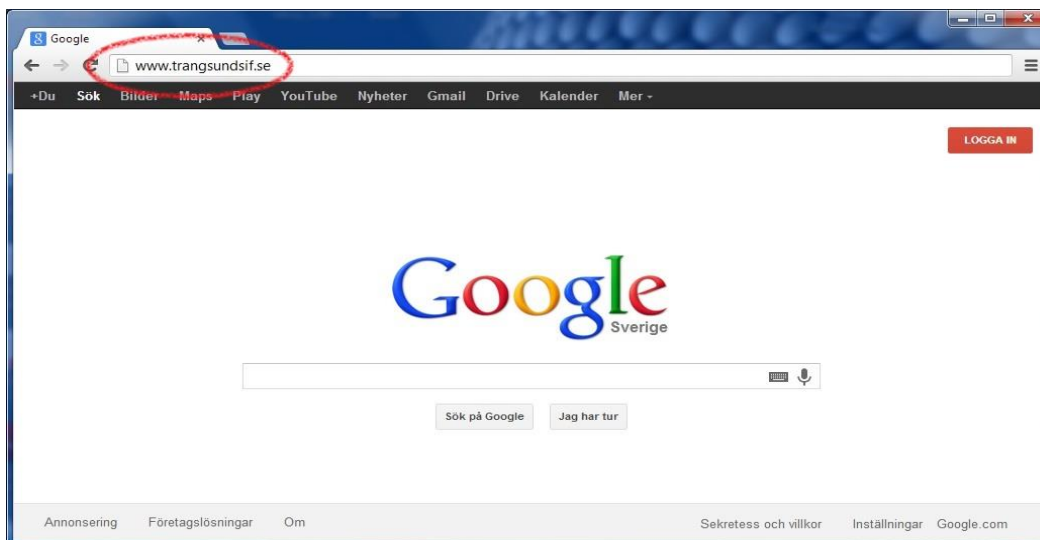 Google
www.trangsundsif.se
+Du Sök Bilder Maps Play YouTube Nyheter Gmail Drive Kalender Mer
LOGGA IN
Google
Sverige
Sök på Google Jag har tur
Annonsering Företagslösningar Om Sekretess och villkor Inställningar Google.com